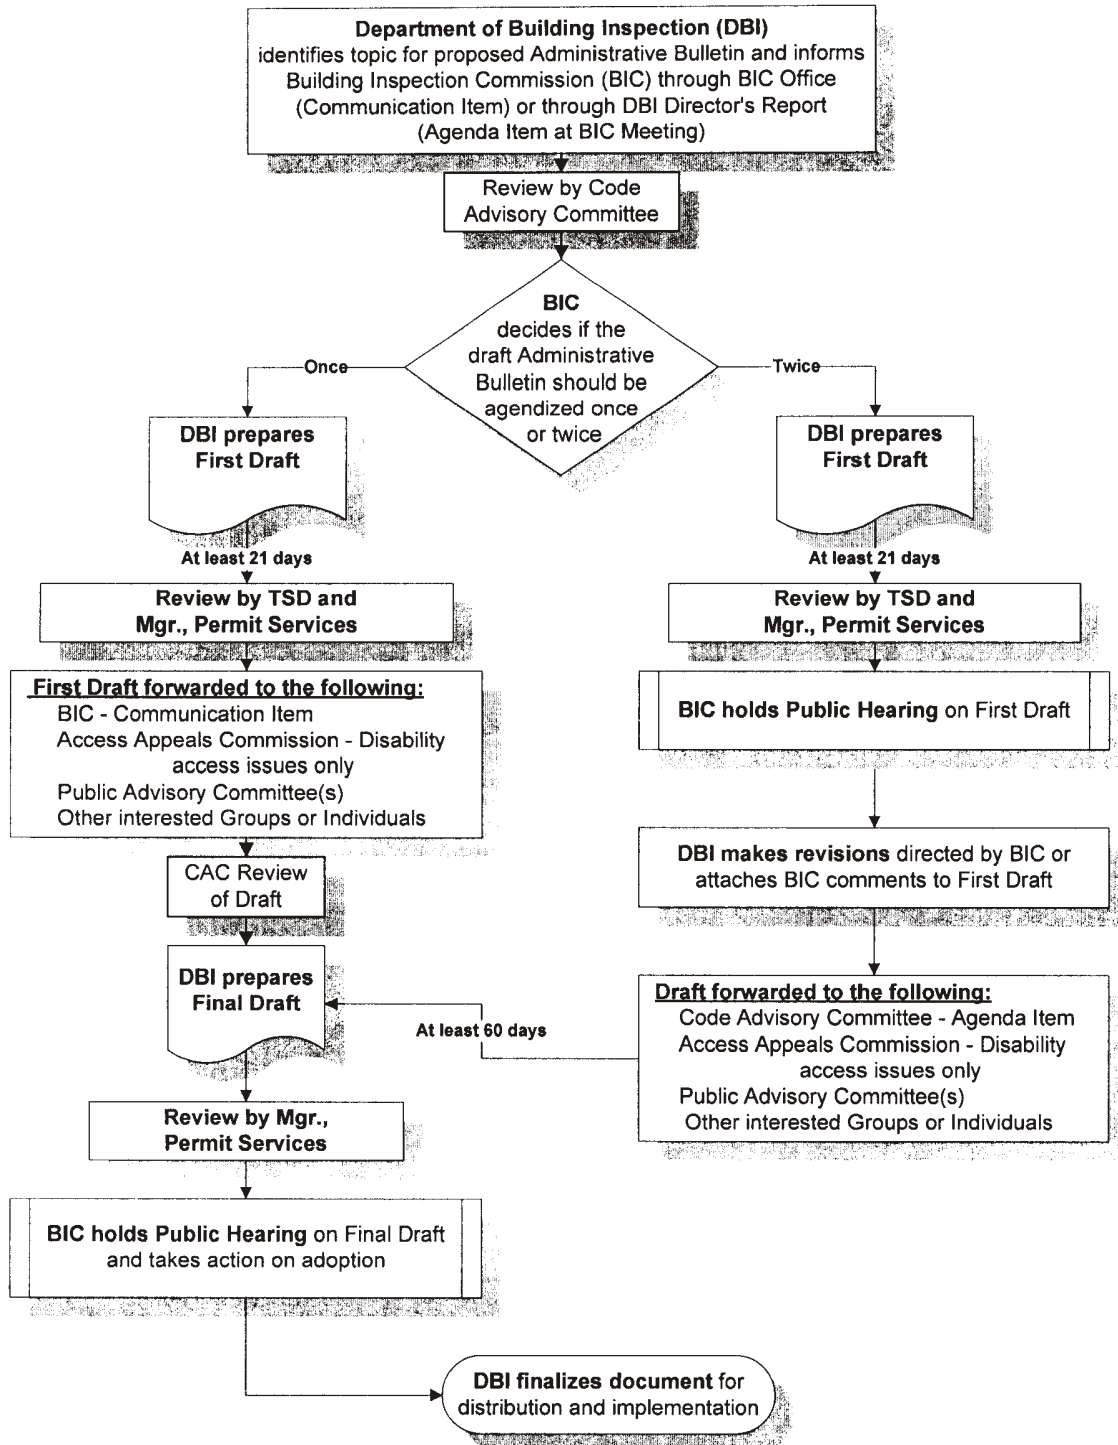 Department of Building Inspection (DBI)
identifies topic for proposed Administrative Bulletin and informs
Building Inspection Commission (BIC) through BIC Office
(Communication Item) or through DBI Director's Report
(Agenda Item at BIC Meeting)
Review by Code
Advisory Committee
BIC
decides if the
draft Administrative
Bulletin should be
agendized once
or twice
Once
DBI prepares
First Draft
At least 21 days
Review by TSD and
Mgr., Permit Services
First Draft forwarded to the following:
BIC - Communication Item
Access Appeals Commission - Disability
access issues only
Public Advisory Committee(s)
Other interested Groups or Individuals
CAC Review
of Draft
DBI prepares
Final Draft
Review by Mgr.,
Permit Services
BIC holds Public Hearing on Final Draft
and takes action on adoption
Twice
DBI prepares
First Draft
At least 21 days
Review by TSD and
Mgr., Permit Services
BIC holds Public Hearing on First Draft
DBI makes revisions directed by BIC or
attaches BIC comments to First Draft
Draft forwarded to the following:
Code Advisory Committee - Agenda Item
Access Appeals Commission - Disability
access issues only
Public Advisory Committee(s)
Other interested Groups or Individuals
At least 60 days
DBI finalizes document for
distribution and implementation